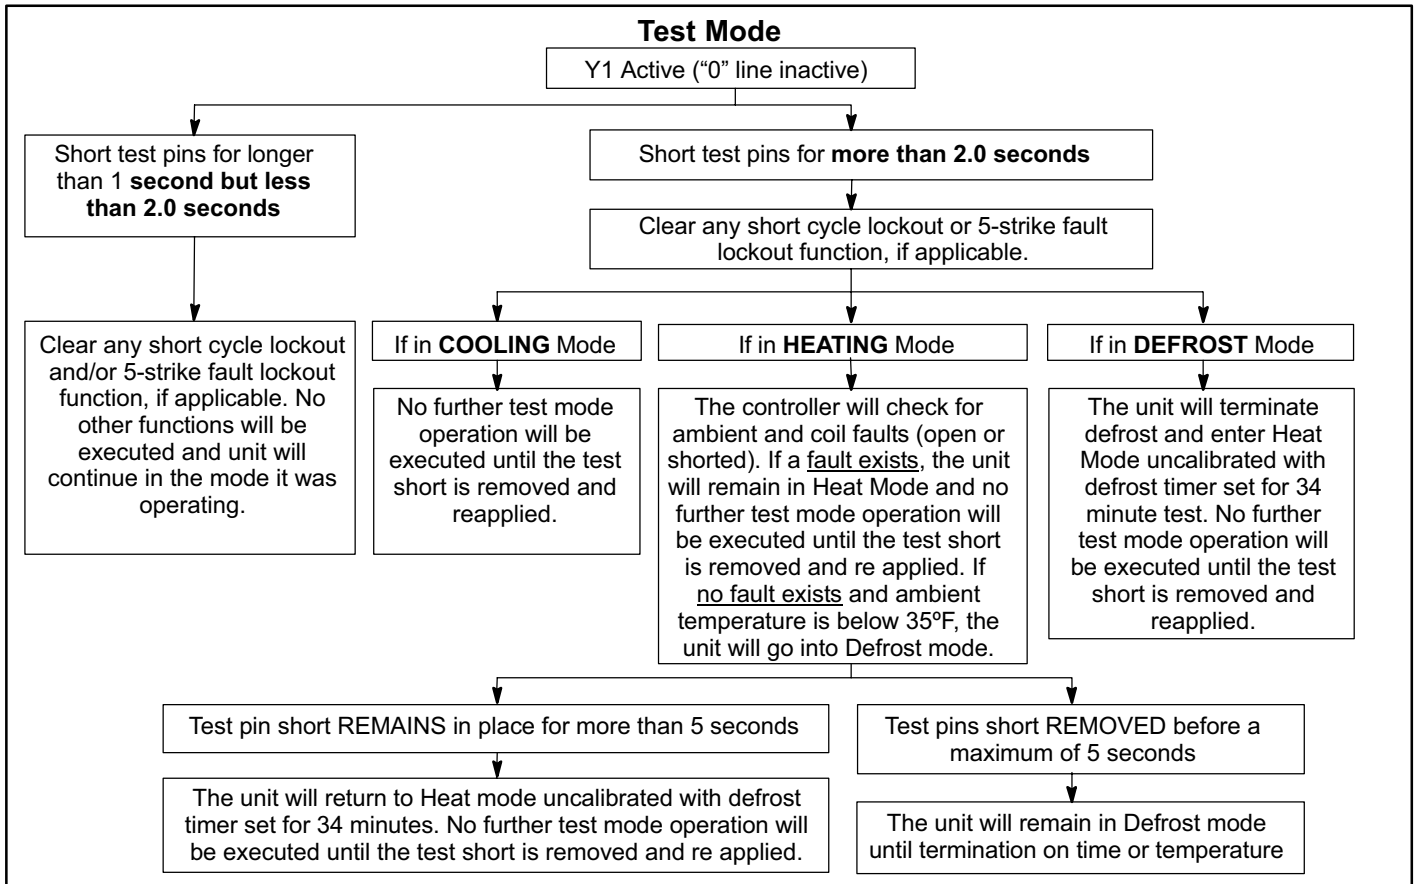 Test Mode
Y1 Active (“0” line inactive)
Short test pins for longer
than 1 second but less
than 2.0 seconds
Short test pins for more than 2.0 seconds
Clear any short cycle lockout or 5-strike fault
lockout function, if applicable.
Clear any short cycle lockout
and/or 5-strike fault lockout
function, if applicable. No
other functions will be
executed and unit will
continue in the mode it was
operating.
If in COOLING Mode
No further test mode
operation will be
executed until the test
short is removed and
reapplied.
If in HEATING Mode
The controller will check for
ambient and coil faults (open or
shorted). If a fault exists, the unit
will remain in Heat Mode and no
further test mode operation will
be executed until the test short
is removed and re applied. If
no fault exists and ambient
temperature is below 35ºF, the
unit will go into Defrost mode.
If in DEFROST Mode
The unit will terminate
defrost and enter Heat
Mode uncalibrated with
defrost timer set for 34
minute test. No further
test mode operation will
be executed until the test
short is removed and
reapplied.
Test pin short REMAINS in place for more than 5 seconds
The unit will return to Heat mode uncalibrated with defrost
timer set for 34 minutes. No further test mode operation will
be executed until the test short is removed and re applied.
Test pins short REMOVED before a
maximum of 5 seconds
The unit will remain in Defrost mode
until termination on time or temperature